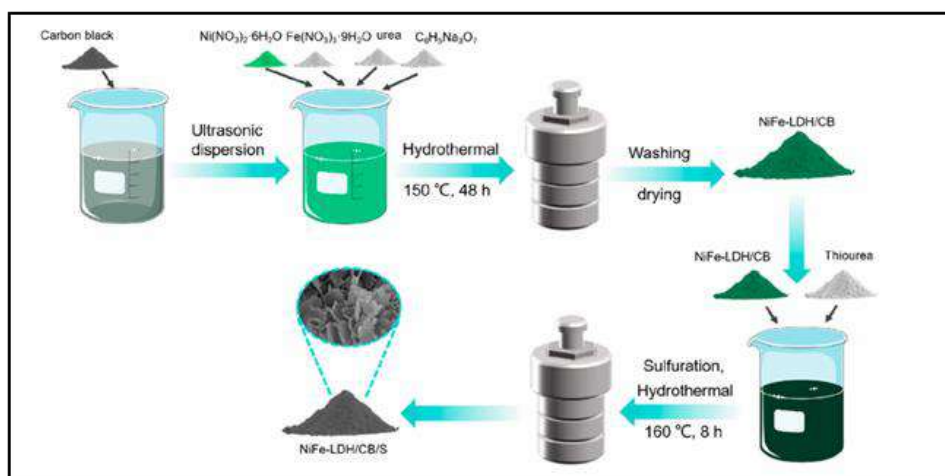 Carbon black
Ni(NO₃)₂·6H₂O Fe(NO₃)₃·9H₂O urea C₆H₅Na₃O₇
Ultrasonic
dispersion
Hydrothermal
150 ℃, 48 h
Washing
drying
NiFe-LDH/CB
NiFe-LDH/CB Thiourea
Sulfuration,
Hydrothermal
160 ℃, 8 h
NiFe-LDH/CB/S